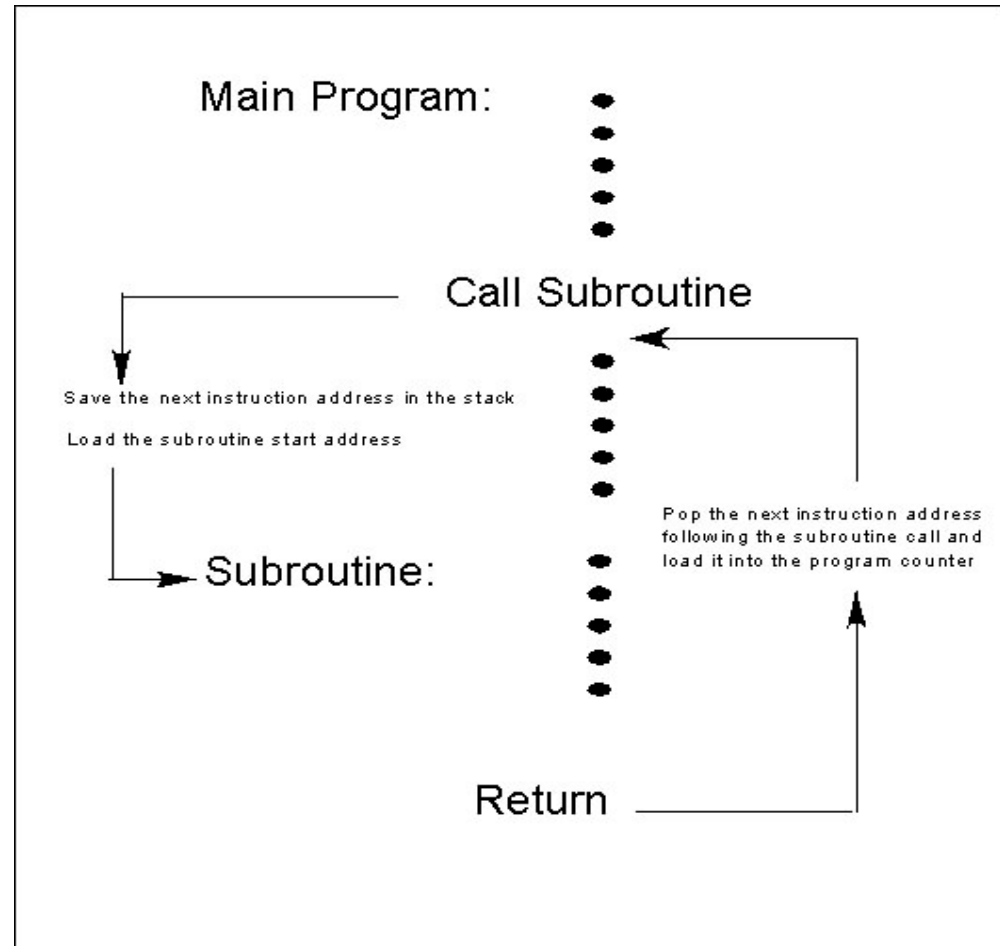 Main Program:
Call Subroutine
Save the next instruction address in the stack
Load the subroutine start address
Pop the next instruction address
following the subroutine call and
load it into the program counter
Subroutine:
Return